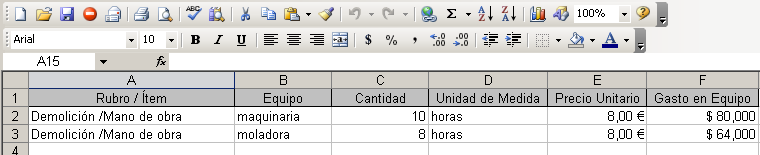 100%
Arial 10 B I U $ % , ,00
A15 fx
A B C D E F
1 Rubro / Ítem Equipo Cantidad Unidad de Medida Precio Unitario Gasto en Equipo
2 Demolición /Mano de obra maquinaria 10 horas 8,00 € $ 80,000
3 Demolición /Mano de obra moladora 8 horas 8,00 € $ 64,000
4